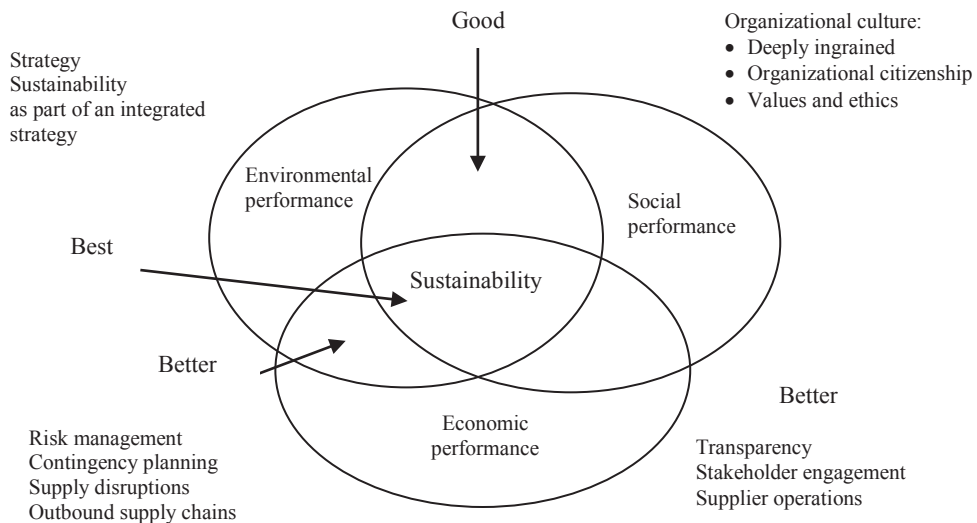 Good
Organizational culture:
• Deeply ingrained
• Organizational citizenship
• Values and ethics
Strategy
Sustainability
as part of an integrated
strategy
Environmental
performance
Social
performance
Best
Sustainability
Better
Better
Economic
performance
Risk management
Contingency planning
Supply disruptions
Outbound supply chains
Transparency
Stakeholder engagement
Supplier operations